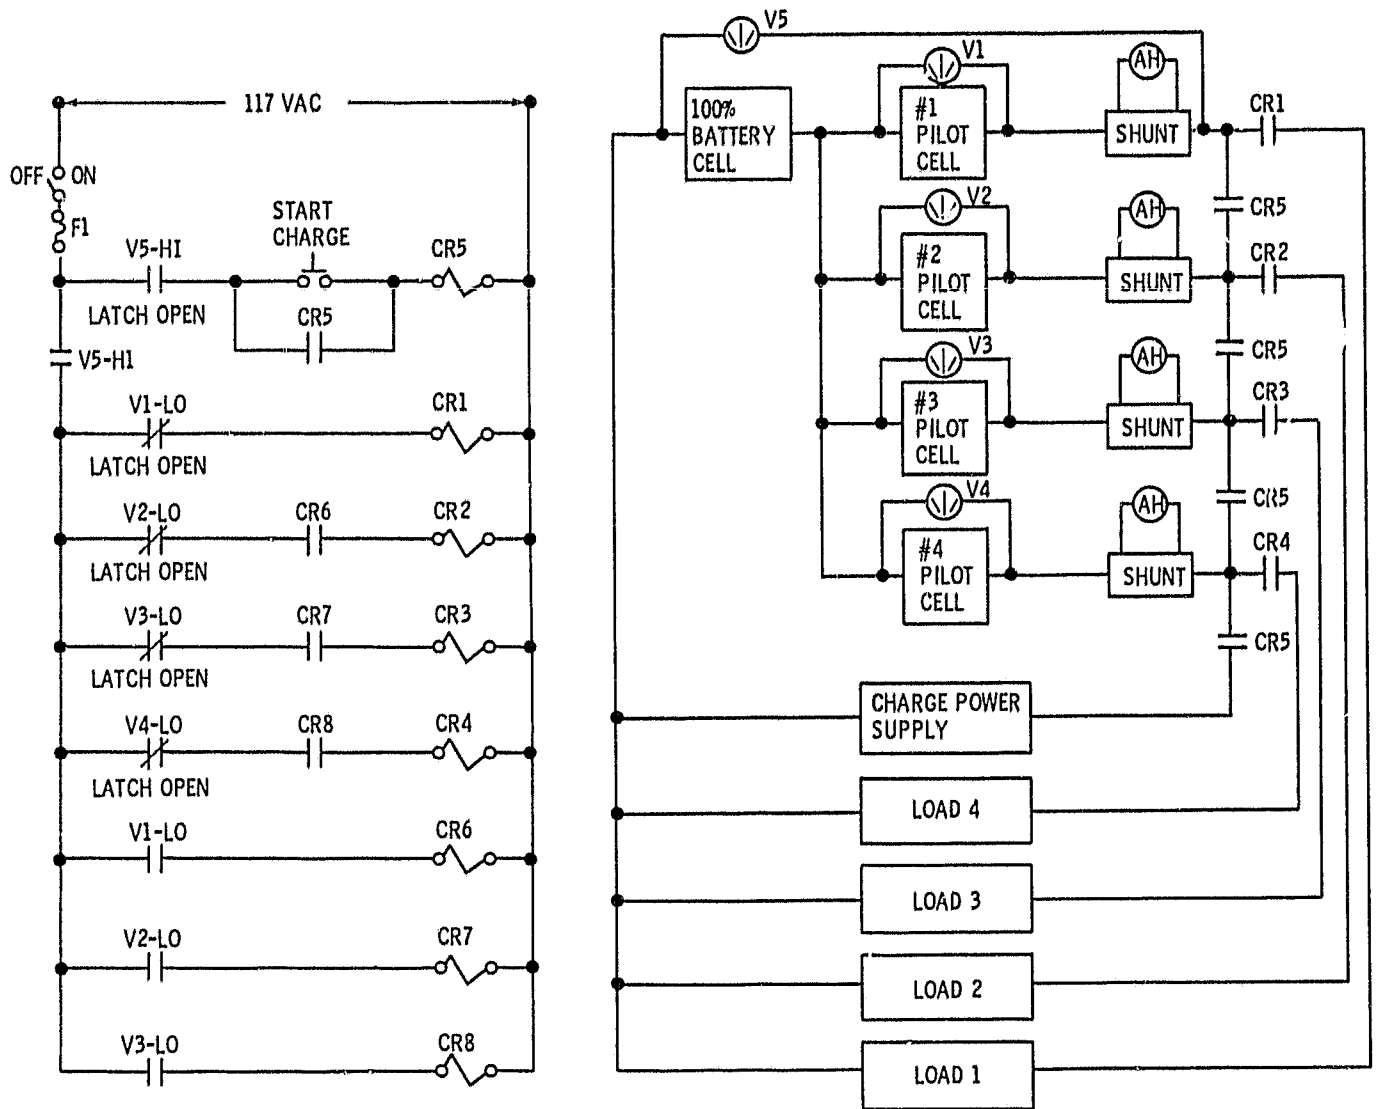 117 VAC
OFF ON
F1
V5-HI
LATCH OPEN
START
CHARGE
CR5
CR5
V5-HI
V1-LO
LATCH OPEN
CR1
V2-LO
LATCH OPEN
CR6
CR2
V3-LO
LATCH OPEN
CR7
CR3
V4-LO
LATCH OPEN
CR8
CR4
V1-LO
CR6
V2-LO
CR7
V3-LO
CR8
V5
100%
BATTERY
CELL
V1
#1
PILOT
CELL
AH
SHUNT
CR1
CR5
V2
#2
PILOT
CELL
AH
SHUNT
CR2
CR5
V3
#3
PILOT
CELL
AH
SHUNT
CR3
CR5
V4
#4
PILOT
CELL
AH
SHUNT
CR4
CR5
CHARGE POWER
SUPPLY
LOAD 4
LOAD 3
LOAD 2
LOAD 1